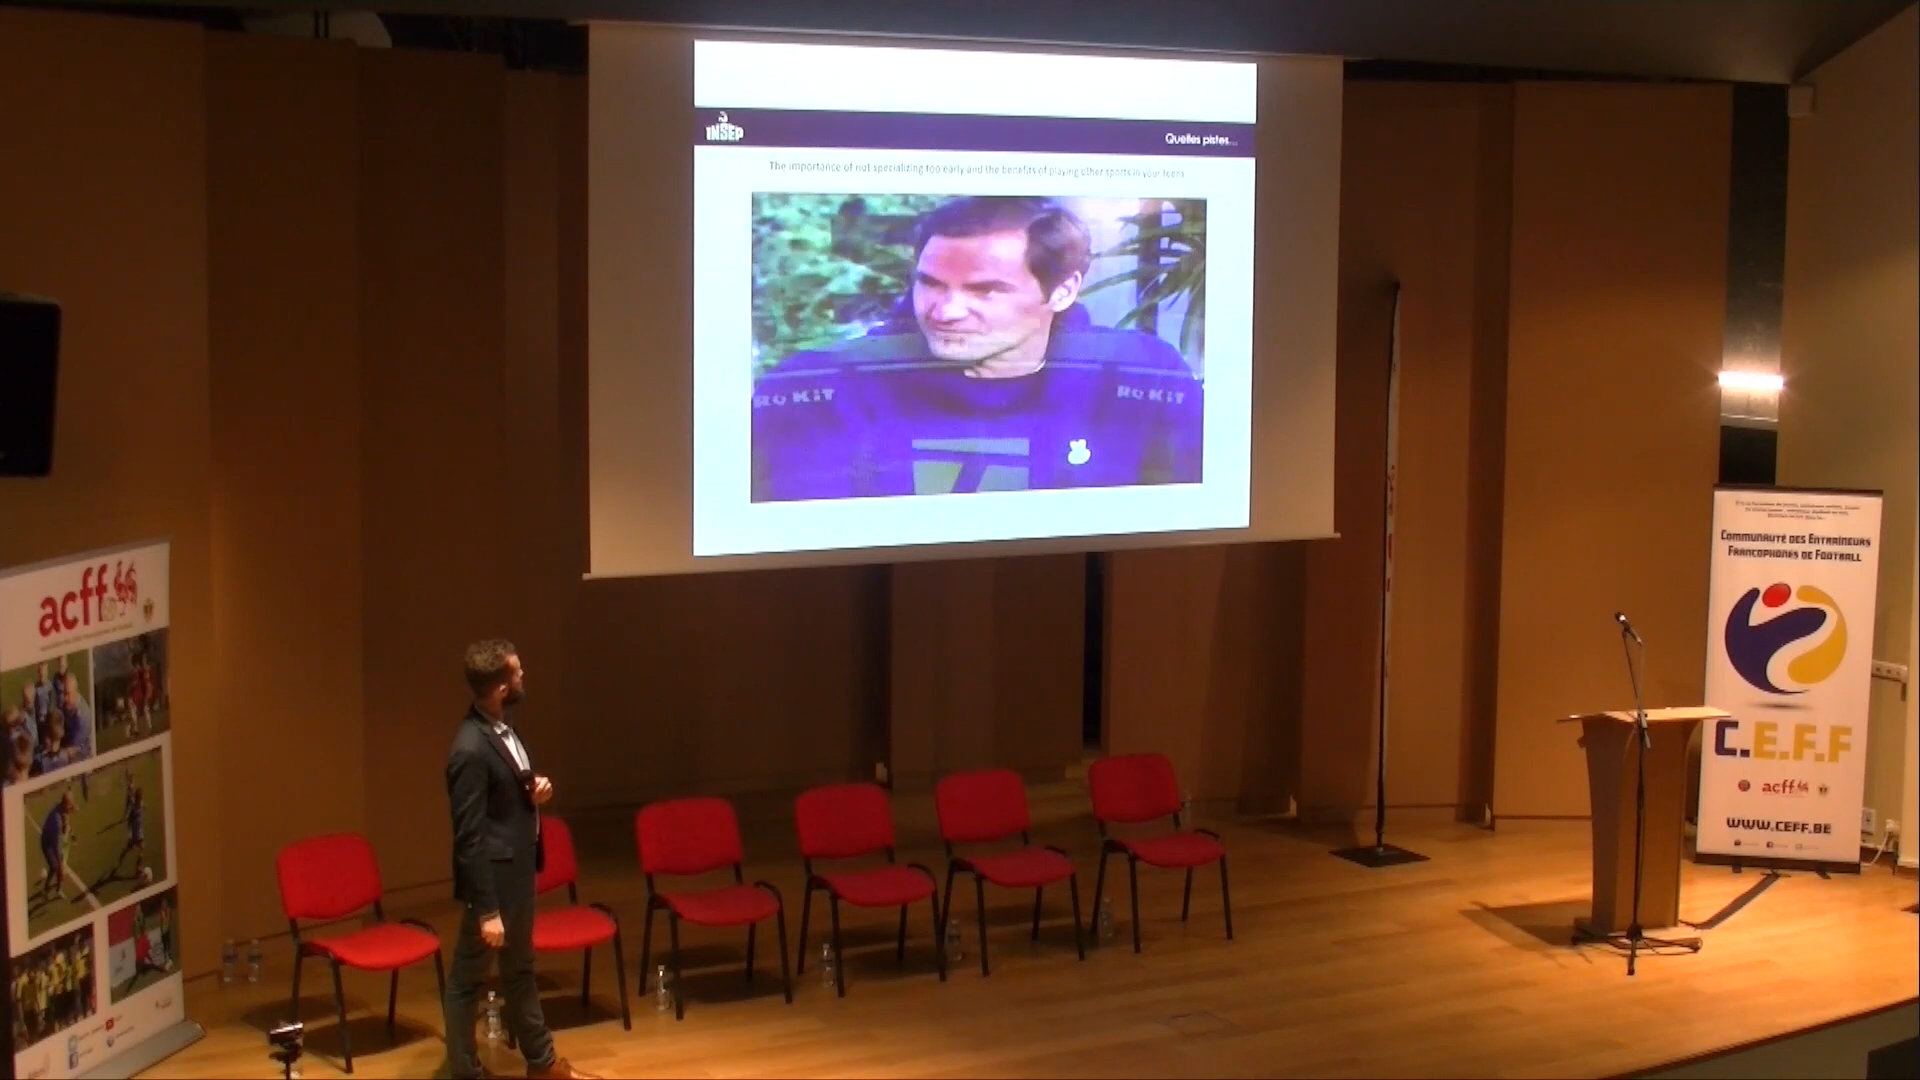 INSEP
Quelles pistes...
The importance of not specializing too early and the benefits of playing other sports in your teens
RO KiT
RO KiT
acff
Communauté des Entraîneurs
Francophones de Football
C.E.F.F
acff
www.ceff.be